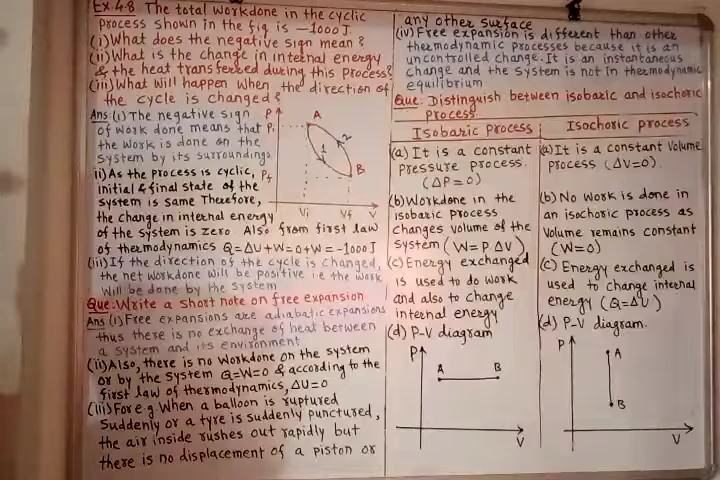 Ex.4.8 The total workdone in the cyclic
process shown in the fig is -1000J.
(i) What does the negative sign mean?
(ii) What is the change in internal energy
& the heat transferred during this process?
(iii) What will happen when the direction of
the cycle is changed?
Ans: (i) The negative sign
of work done means that
the work is done on the
system by its surroundings
ii) As the process is cyclic,
initial & final state of the
system is same Therefore,
the change in internal energy
of the system is zero Also from first law
of thermodynamics Q=ΔU+W=0+W=-1000J
(iii) If the direction of the cycle is changed,
the net workdone will be positive i.e the work
will be done by the system
P
Pi
Pf
A
2
1
B
Vi
Vf
V
Que: Write a short note on free expansion
Ans (i) Free expansions are adiabatic expansions
thus there is no exchange of heat between
a system and its environment
(ii) Also, there is no workdone on the system
or by the system Q=W=0 & according to the
first law of thermodynamics, ΔU=0
(iii) For e.g. When a balloon is ruptured
suddenly or a tyre is suddenly punctured,
the air inside rushes out rapidly but
there is no displacement of a piston or
any other surface
(iv) Free expansion is different than other
thermodynamic processes because it is an
uncontrolled change. It is an instantaneous
change and the system is not in thermodynamic
equilibrium
Que: Distinguish between isobaric and isochoric
process
Isobaric Process
(a) It is a constant
pressure process.
(ΔP=0)
(b) Workdone in the
isobaric process
changes volume of the
system (W=PΔV)
(c) Energy exchanged
is used to do work
and also to change
internal energy
(d) P-V diagram
P
A
B
V
Isochoric process
(a) It is a constant volume
process (ΔV=0).
(b) No work is done in
an isochoric process as
volume remains constant
(W=0)
(c) Energy exchanged is
used to change internal
energy (Q=ΔU)
(d) P-V diagram.
P
A
B
V